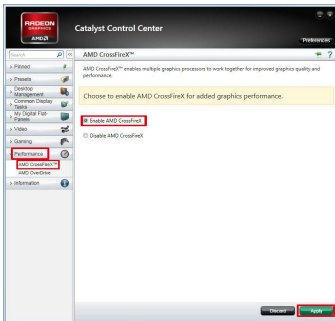 RADEON
GRAPHICS
AMD
Catalyst Control Center
Preferences
Search
AMD CrossFireX™
Pinned
AMD CrossFireX™ enables multiple graphics processors to work together for improved graphics quality and
performance.
Presets
Desktop
Management
Choose to enable AMD CrossFireX for added graphics performance.
Common Display
Tasks
My Digital Flat-
Panels
Enable AMD CrossFireX
Video
Disable AMD CrossFireX
Gaming
Performance
AMD CrossFireX™
AMD OverDrive
Information
Discard
Apply